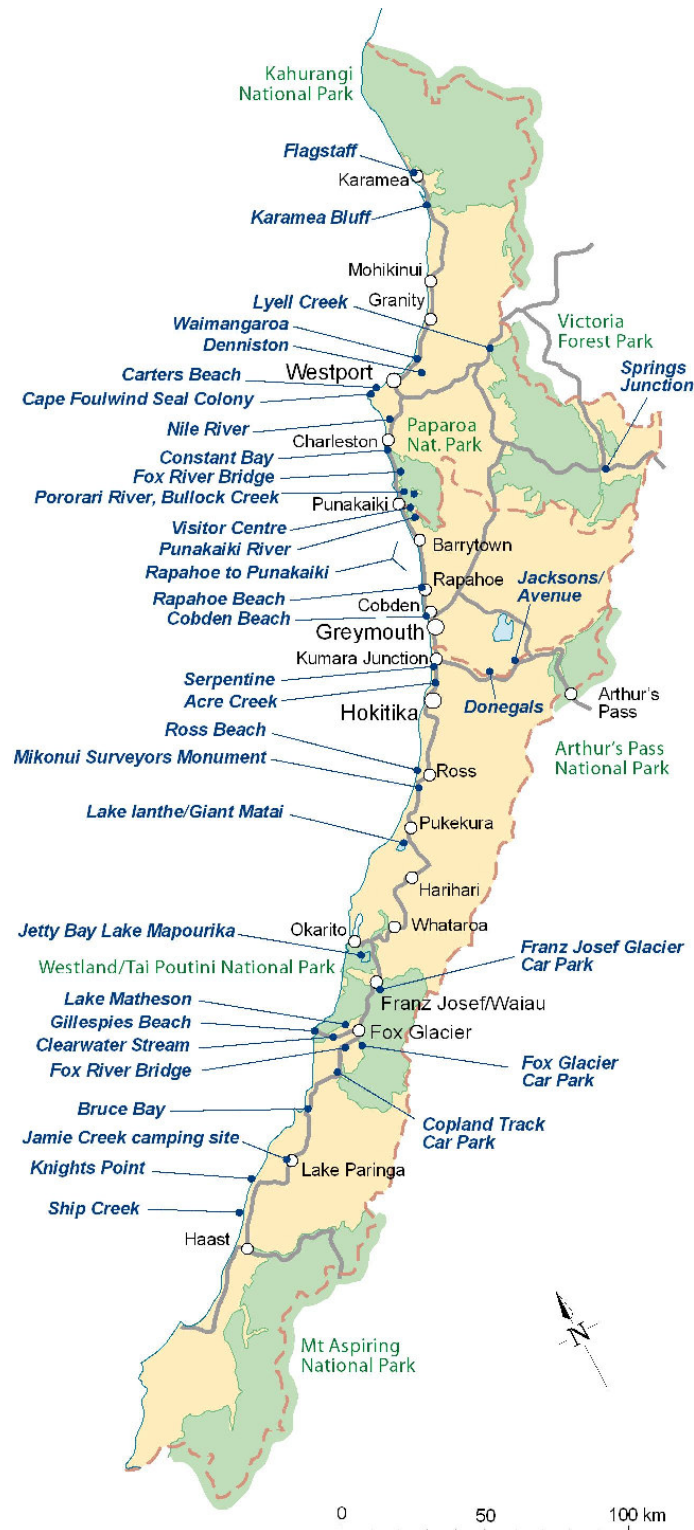 Kahurangi
National Park
Flagstaff
Karamea
Karamea Bluff
Mohikinui
Lyell Creek
Granity
Waimangaroa
Victoria
Forest Park
Denniston
Springs
Junction
Westport
Carters Beach
Cape Foulwind Seal Colony
Nile River
Paparoa
Nat. Park
Charleston
Constant Bay
Fox River Bridge
Pororari River, Bullock Creek
Punakaiki
Visitor Centre
Punakaiki River
Barrytown
Rapahoe to Punakaiki
Rapahoe
Jacksons/
Avenue
Rapahoe Beach
Cobden
Cobden Beach
Greymouth
Kumara Junction
Serpentine
Acre Creek
Donegals
Arthur's
Pass
Hokitika
Arthur's Pass
National Park
Ross Beach
Mikonui Surveyors Monument
Ross
Lake Ianthe/Giant Matai
Pukekura
Harihari
Jetty Bay Lake Mapourika
Okarito
Whataroa
Franz Josef Glacier
Car Park
Westland/Tai Poutini National Park
Lake Matheson
Franz Josef/Waiau
Gillespies Beach
Fox Glacier
Clearwater Stream
Fox River Bridge
Fox Glacier
Car Park
Bruce Bay
Copland Track
Car Park
Jamie Creek camping site
Lake Paringa
Knights Point
Ship Creek
Haast
N
Mt Aspiring
National Park
0 50 100 km